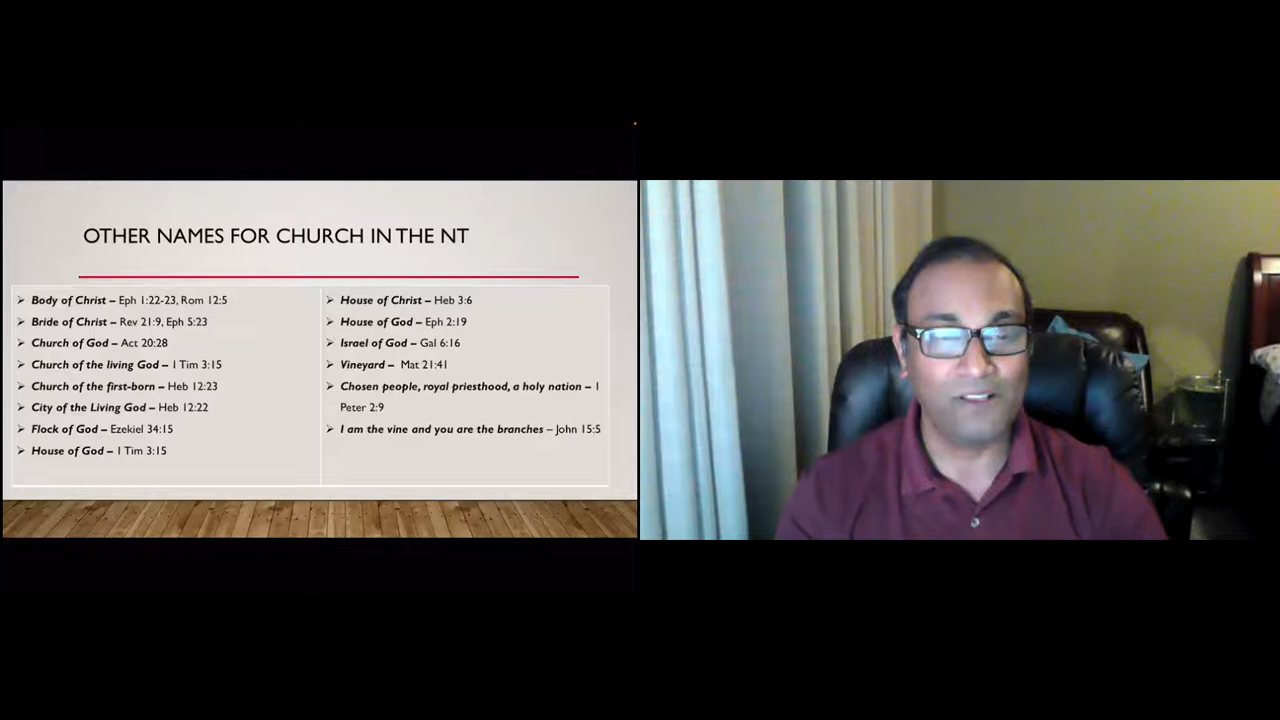 OTHER NAMES FOR CHURCH IN THE NT
➢ Body of Christ – Eph 1:22-23, Rom 12:5
➢ Bride of Christ – Rev 21:9, Eph 5:23
➢ Church of God – Act 20:28
➢ Church of the living God – 1 Tim 3:15
➢ Church of the first-born – Heb 12:23
➢ City of the Living God – Heb 12:22
➢ Flock of God – Ezekiel 34:15
➢ House of God – 1 Tim 3:15
➢ House of Christ – Heb 3:6
➢ House of God – Eph 2:19
➢ Israel of God – Gal 6:16
➢ Vineyard – Mat 21:41
➢ Chosen people, royal priesthood, a holy nation – 1
Peter 2:9
➢ I am the vine and you are the branches – John 15:5